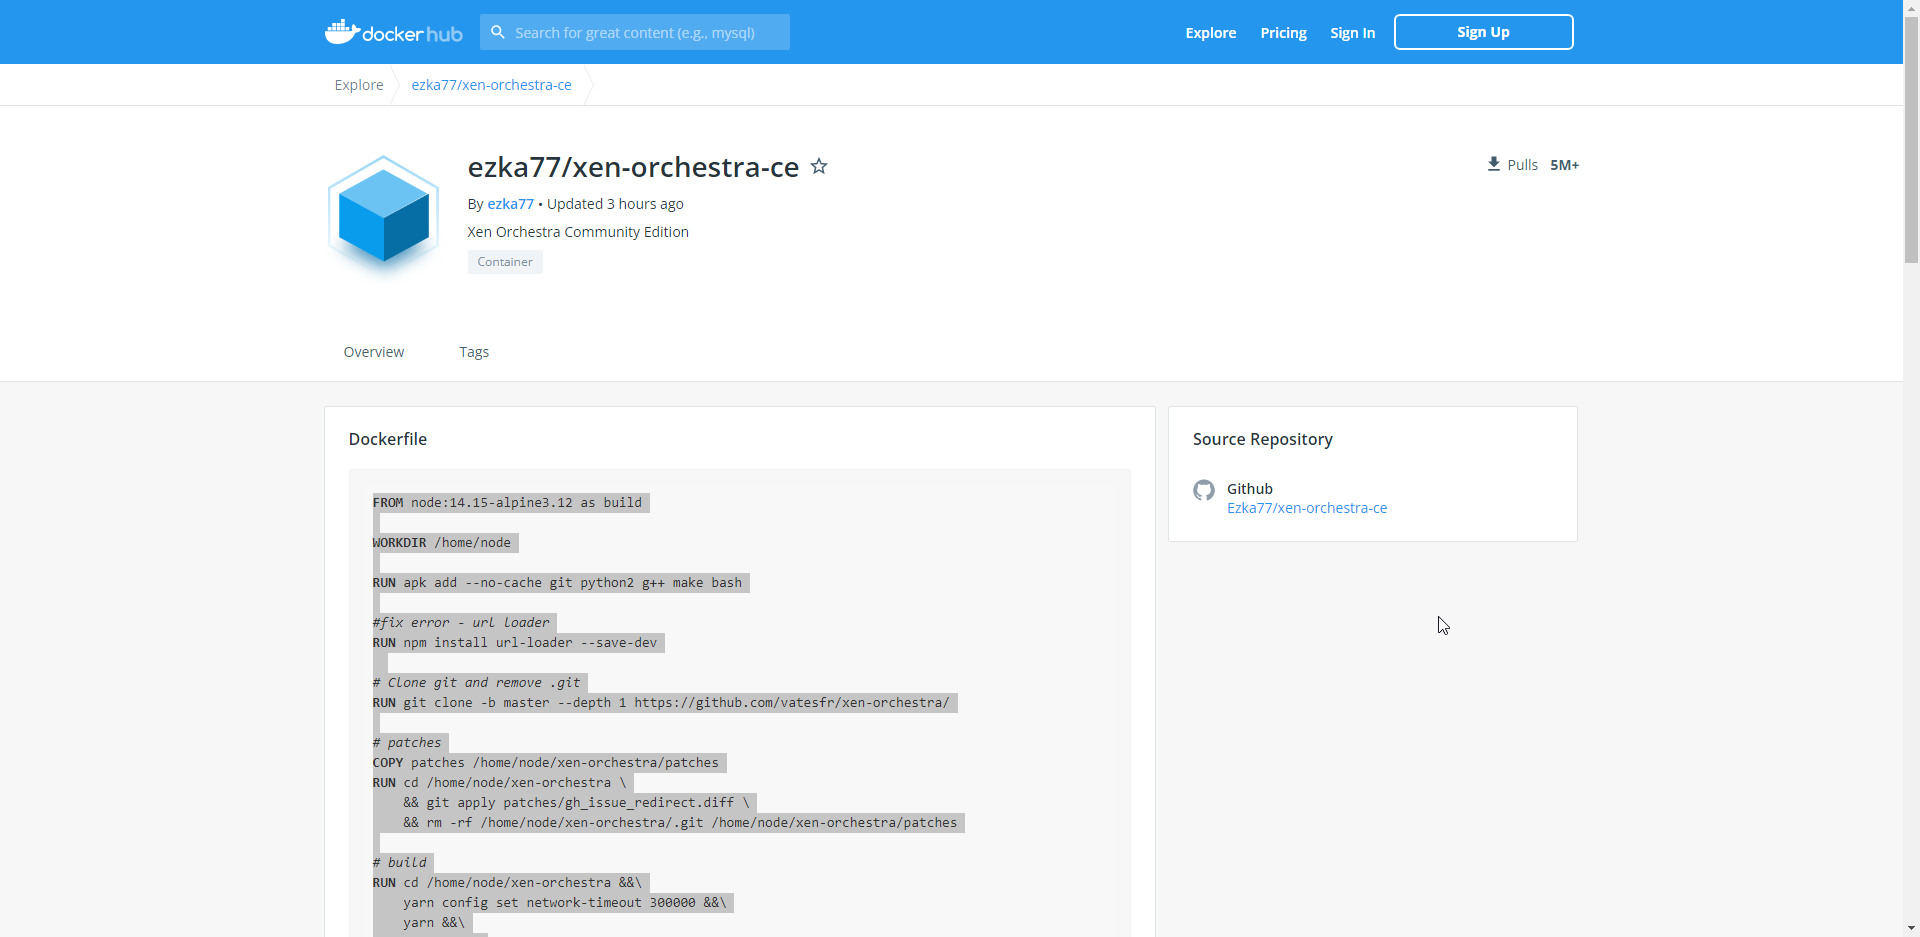 docker hub
Search for great content (e.g., mysql)
Explore
Pricing
Sign In
Sign Up
Explore
ezka77/xen-orchestra-ce
ezka77/xen-orchestra-ce
Pulls 5M+
By ezka77 • Updated 3 hours ago
Xen Orchestra Community Edition
Container
Overview
Tags
Dockerfile
FROM node:14.15-alpine3.12 as build
WORKDIR /home/node
RUN apk add --no-cache git python2 g++ make bash
#fix error - url loader
RUN npm install url-loader --save-dev
# Clone git and remove .git
RUN git clone -b master --depth 1 https://github.com/vatesfr/xen-orchestra/
# patches
COPY patches /home/node/xen-orchestra/patches
RUN cd /home/node/xen-orchestra \
    && git apply patches/gh_issue_redirect.diff \
    && rm -rf /home/node/xen-orchestra/.git /home/node/xen-orchestra/patches
# build
RUN cd /home/node/xen-orchestra &&\
    yarn config set network-timeout 300000 &&\
    yarn &&\
Source Repository
Github
Ezka77/xen-orchestra-ce